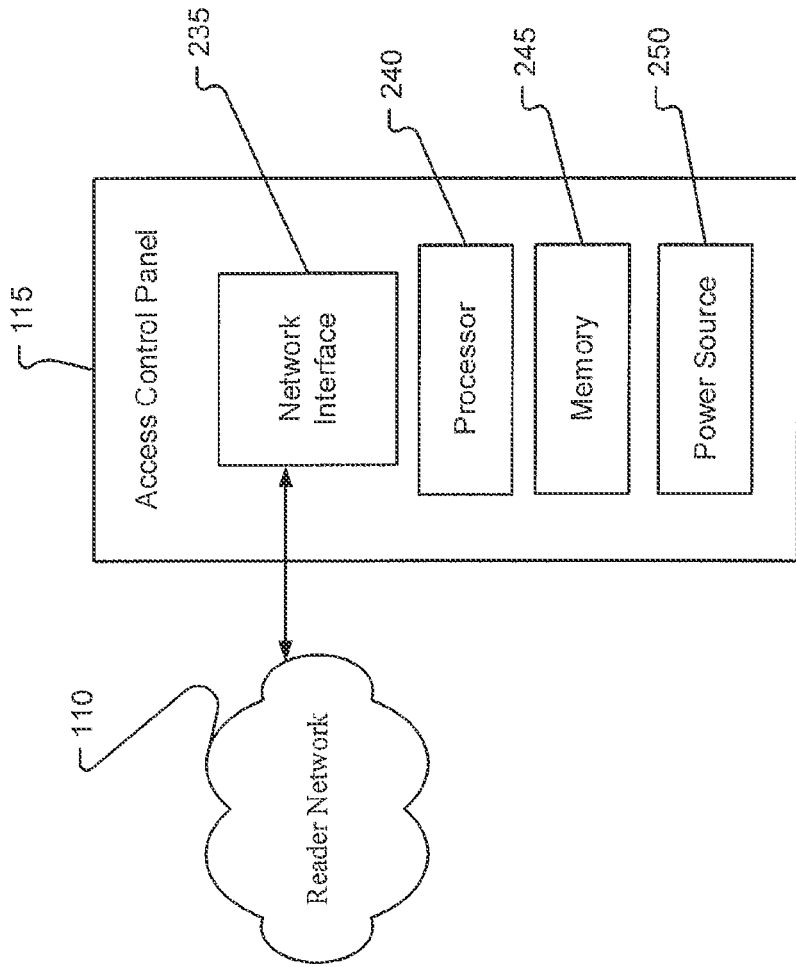 115
Access Control Panel
110
Reader Network
Network
Interface
235
Processor
240
Memory
245
Power Source
250